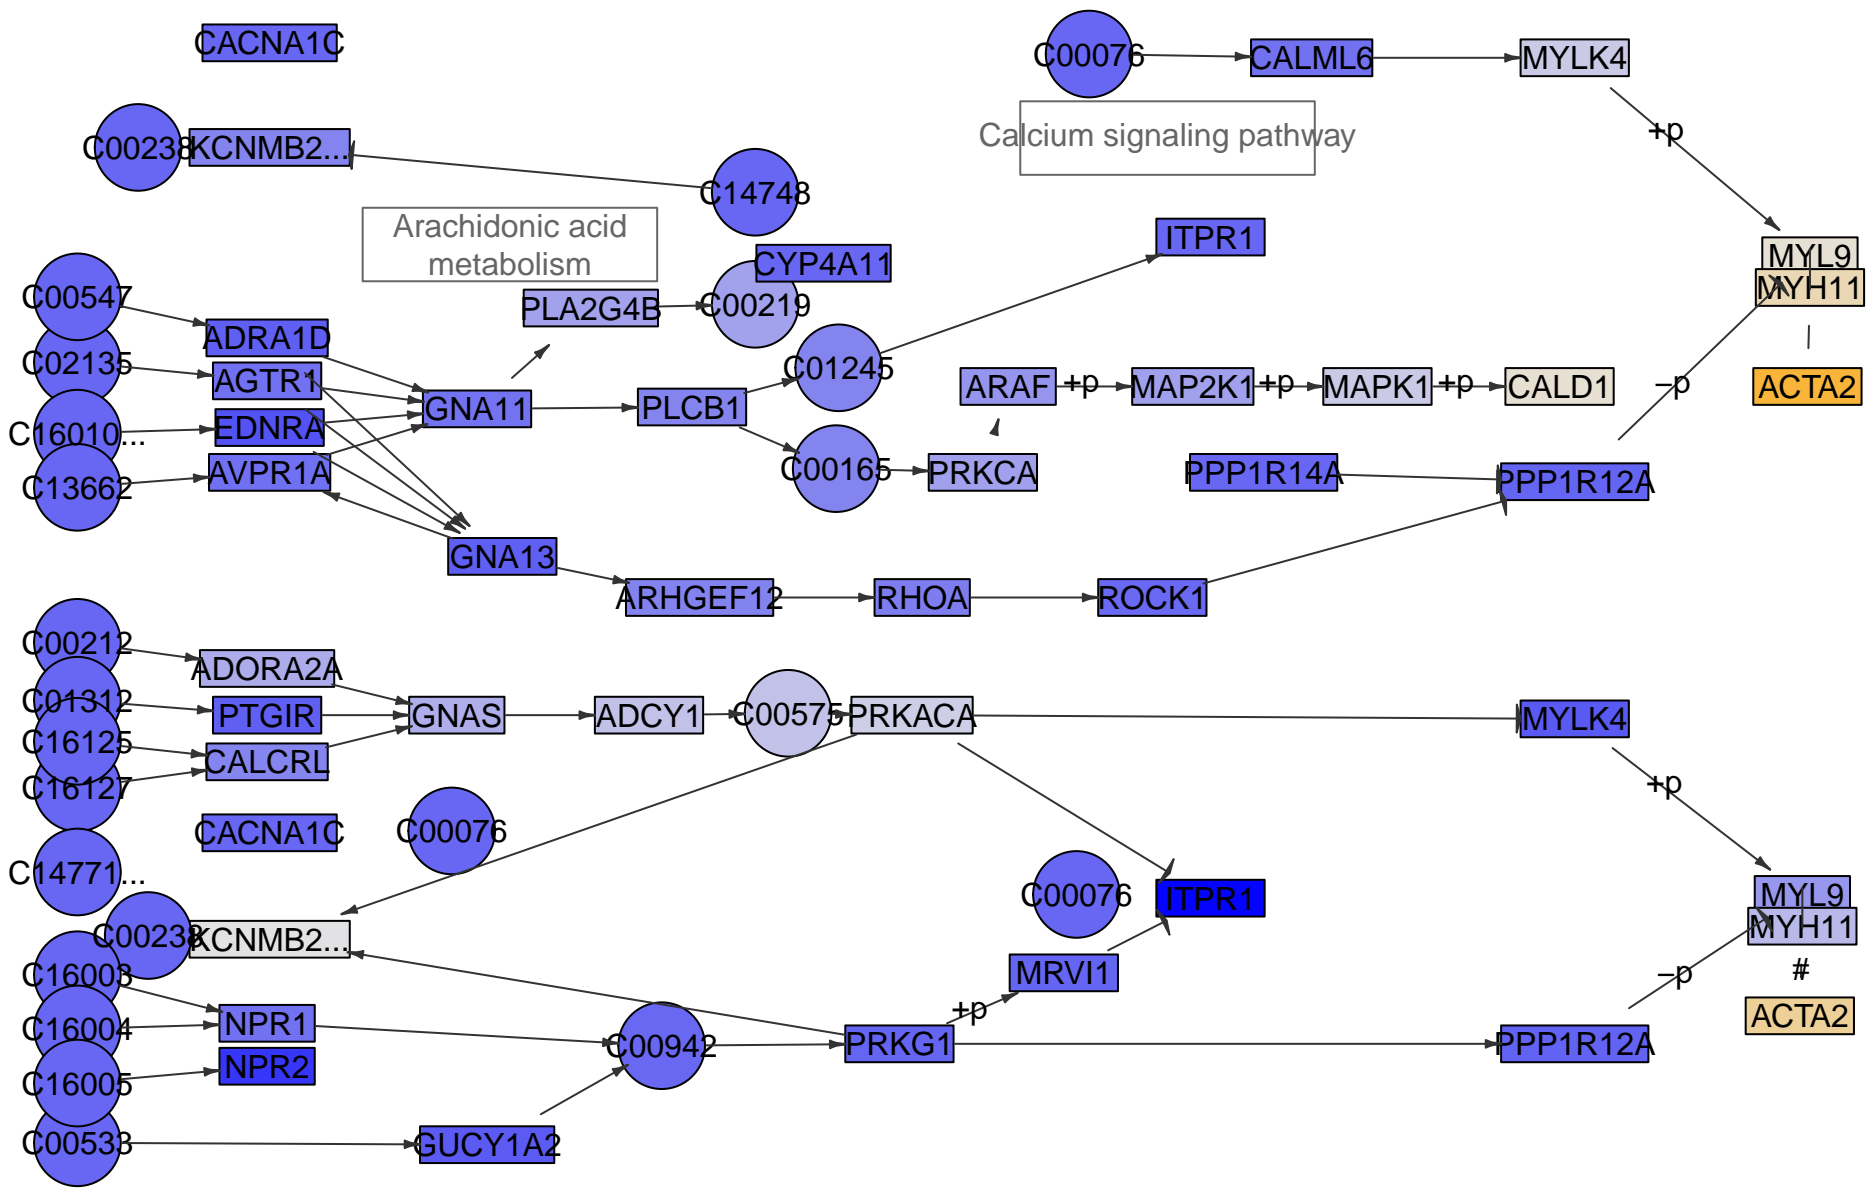 CACNA1C
C00076
CALML6
MYLK4
+p
C00238
KCNMB2...
Calcium signaling pathway
C14748
Arachidonic acid
metabolism
ITPR1
CYP4A11
MYL9
MYH11
C00547
PLA2G4B
C00219
ADRA1D
C02135
AGTR1
C01245
ARAF
+p
MAP2K1
+p
MAPK1
+p
CALD1
−p
ACTA2
GNA11
PLCB1
C16010...
EDNRA
C00165
PRKCA
PPP1R14A
PPP1R12A
C13662
AVPR1A
GNA13
ARHGEF12
RHOA
ROCK1
C00212
ADORA2A
C01312
PTGIR
GNAS
ADCY1
C00575
PRKACA
MYLK4
C16125
CALCRL
C16127
+p
CACNA1C
C00076
C14771...
C00076
ITPR1
MYL9
MYH11
C00238
KCNMB2...
C16003
MRVI1
−p
#
+p
ACTA2
C16004
NPR1
C00942
PRKG1
PPP1R12A
NPR2
C16005
C00533
GUCY1A2